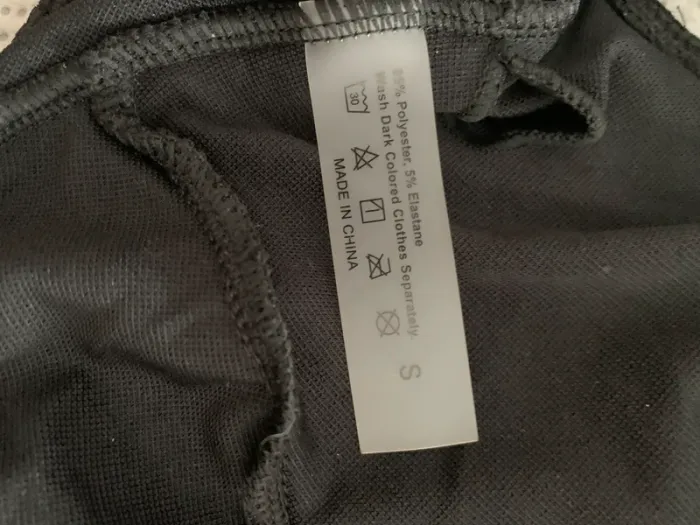 % Polyester, 5% Elastane
Wash Dark Colored Clothes Separately.
30
MADE IN CHINA
S